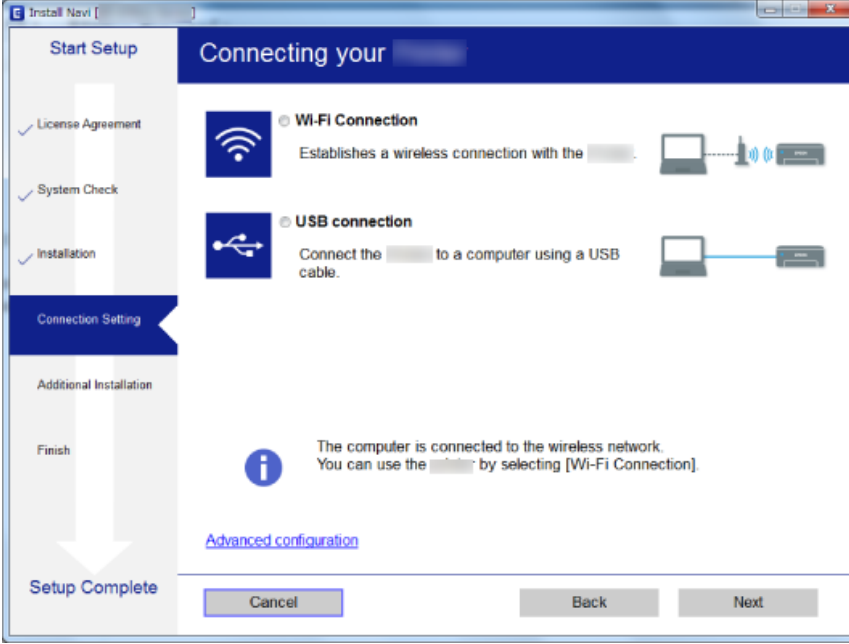 Install Navi [ ]
Start Setup
License Agreement
System Check
Installation
Connection Setting
Additional Installation
Finish
Setup Complete
Connecting your
Wi-Fi Connection
Establishes a wireless connection with the .
USB connection
Connect the to a computer using a USB
cable.
The computer is connected to the wireless network.
You can use the by selecting [Wi-Fi Connection].
Advanced configuration
Cancel
Back
Next